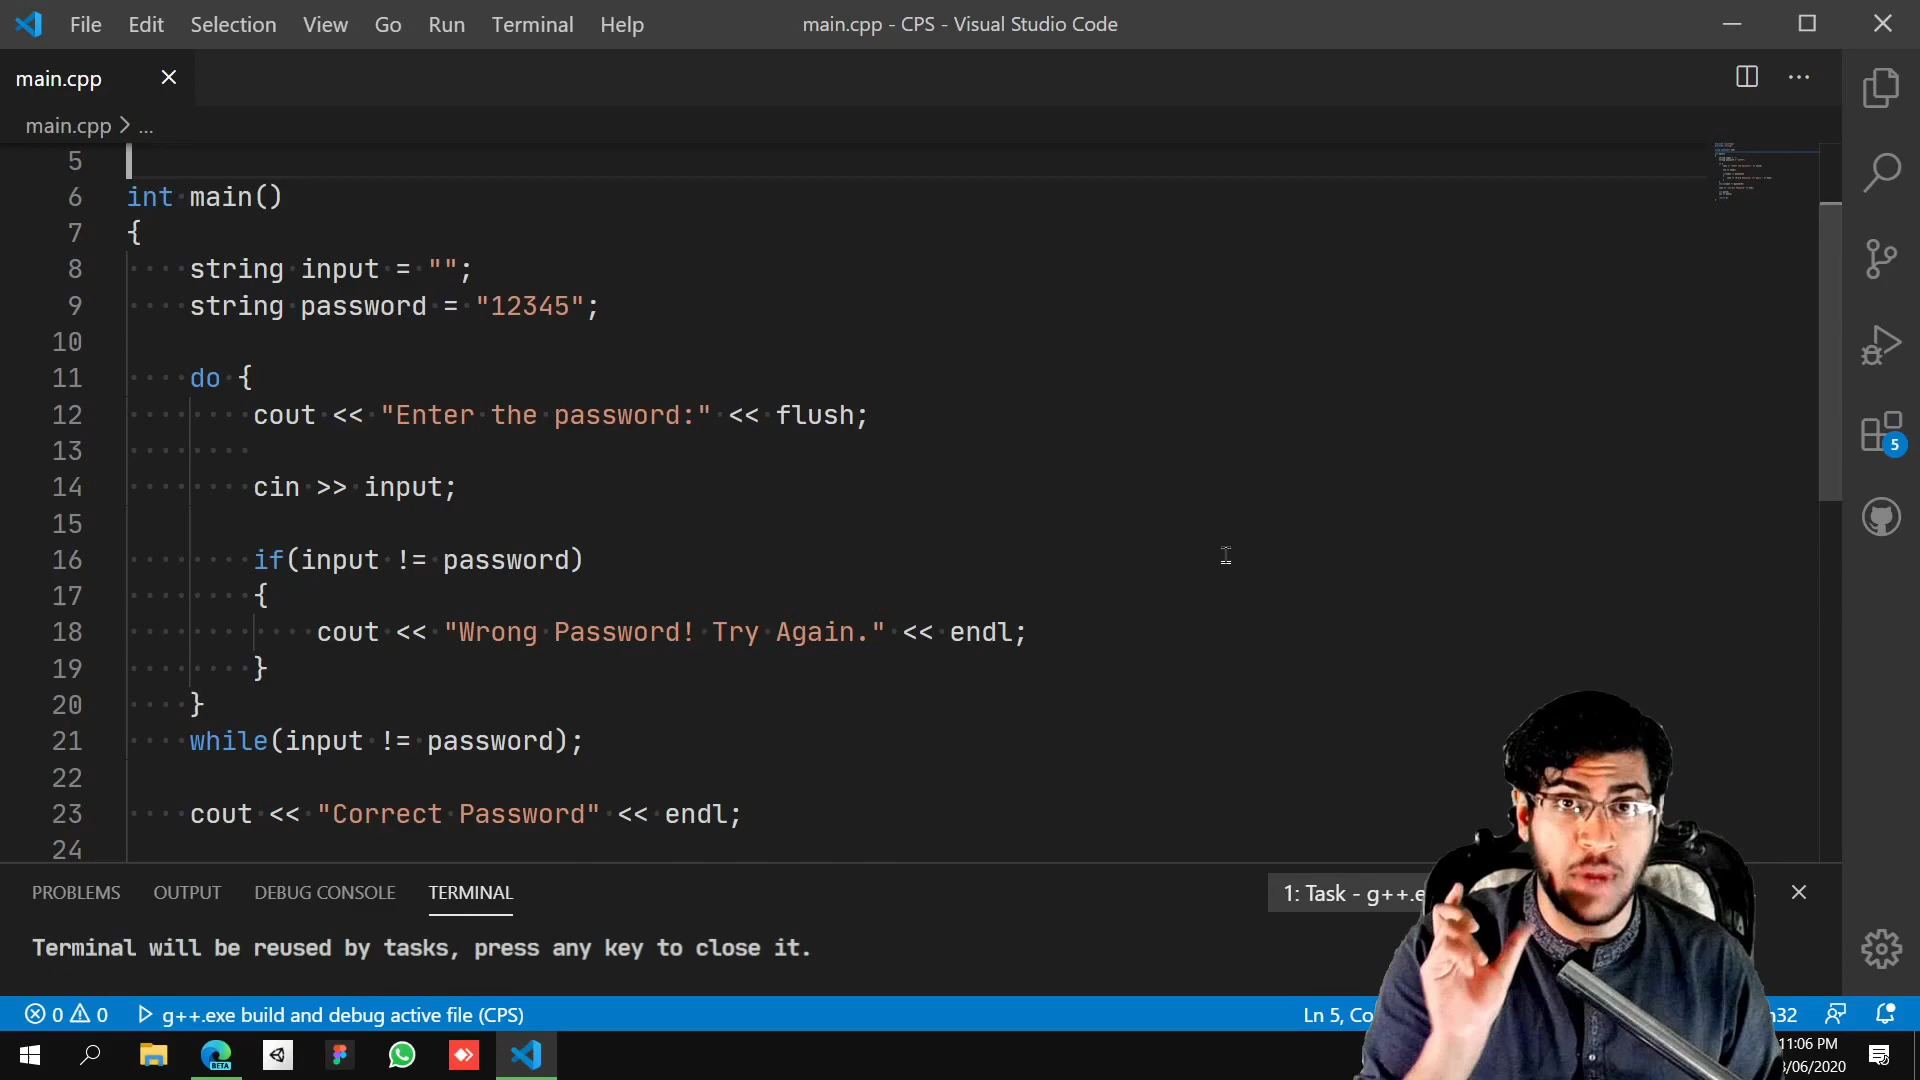 File Edit Selection View Go Run Terminal Help main.cpp - CPS - Visual Studio Code
main.cpp
main.cpp > ...
5
6 int main()
7 {
8 string input = "";
9 string password = "12345";
10
11 do {
12 cout << "Enter the password:" << flush;
13
14 cin >> input;
15
16 if(input != password)
17 {
18 cout << "Wrong Password! Try Again." << endl;
19 }
20 }
21 while(input != password);
22
23 cout << "Correct Password" << endl;
24
5
PROBLEMS OUTPUT DEBUG CONSOLE TERMINAL 1: Task - g++.e
Terminal will be reused by tasks, press any key to close it.
0 0 g++.exe build and debug active file (CPS) Ln 5, Co 32
BETA
11:06 PM
/06/2020